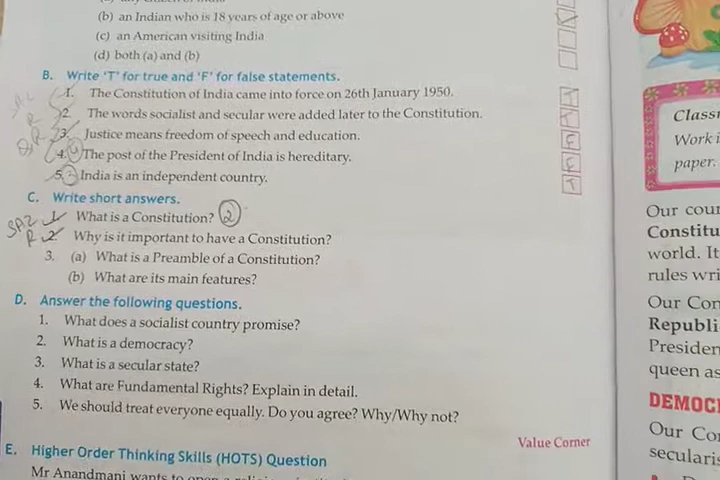 (b) an Indian who is 18 years of age or above
(c) an American visiting India
(d) both (a) and (b)
B. Write 'T' for true and 'F' for false statements.
1. The Constitution of India came into force on 26th January 1950. T
2. The words socialist and secular were added later to the Constitution. T
3. Justice means freedom of speech and education. F
4. The post of the President of India is hereditary. F
5. India is an independent country. T
C. Write short answers.
1. What is a Constitution? 2
2. Why is it important to have a Constitution?
3. (a) What is a Preamble of a Constitution?
(b) What are its main features?
D. Answer the following questions.
1. What does a socialist country promise?
2. What is a democracy?
3. What is a secular state?
4. What are Fundamental Rights? Explain in detail.
5. We should treat everyone equally. Do you agree? Why/Why not?
Value Corner
E. Higher Order Thinking Skills (HOTS) Question
Mr Anandmani wants to open a
Work i
paper.
Our cour
Constitu
world. It
rules wri
Our Con
Republi
Presiden
queen as
DEMOC
Our Co
secularis